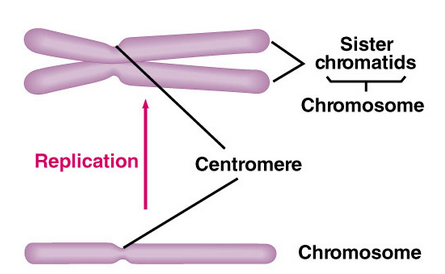 Sister
chromatids
Chromosome
Replication
Centromere
Chromosome